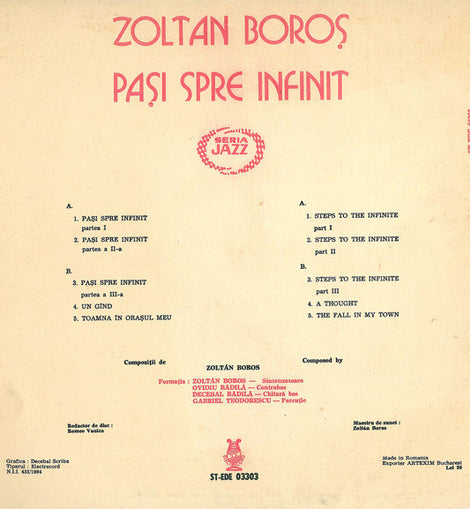 ZOLTAN BOROȘ
PAȘI SPRE INFINIT
SERIA
JAZZ
A.
1. PAȘI SPRE INFINIT
partea I
2. PAȘI SPRE INFINIT
partea a II-a
B.
3. PAȘI SPRE INFINIT
partea a III-a
4. UN GÎND
5. TOAMNA ÎN ORAȘUL MEU
A.
1. STEPS TO THE INFINITE
part I
2. STEPS TO THE INFINITE
part II
B.
3. STEPS TO THE INFINITE
part III
4. A THOUGHT
5. THE FALL IN MY TOWN
Compoziții de
ZOLTÁN BOROS
Composed by
Formația : ZOLTÁN BOROS — Sintetizatoare
OVIDIU BĂDILĂ — Contrabas
DECEBAL BĂDILĂ — Chitară bas
GABRIEL TEODORESCU — Percuție
Redactor de disc :
Romeo Vanica
Maestru de sunet :
Zoltán Boros
Grafica : Decebal Scriba
Tiparul : Electrecord
N.I.I. 433/1984
ST-EDE 03303
Made in Romania
Exporter ARTEXIM Bucharest
Lei 26